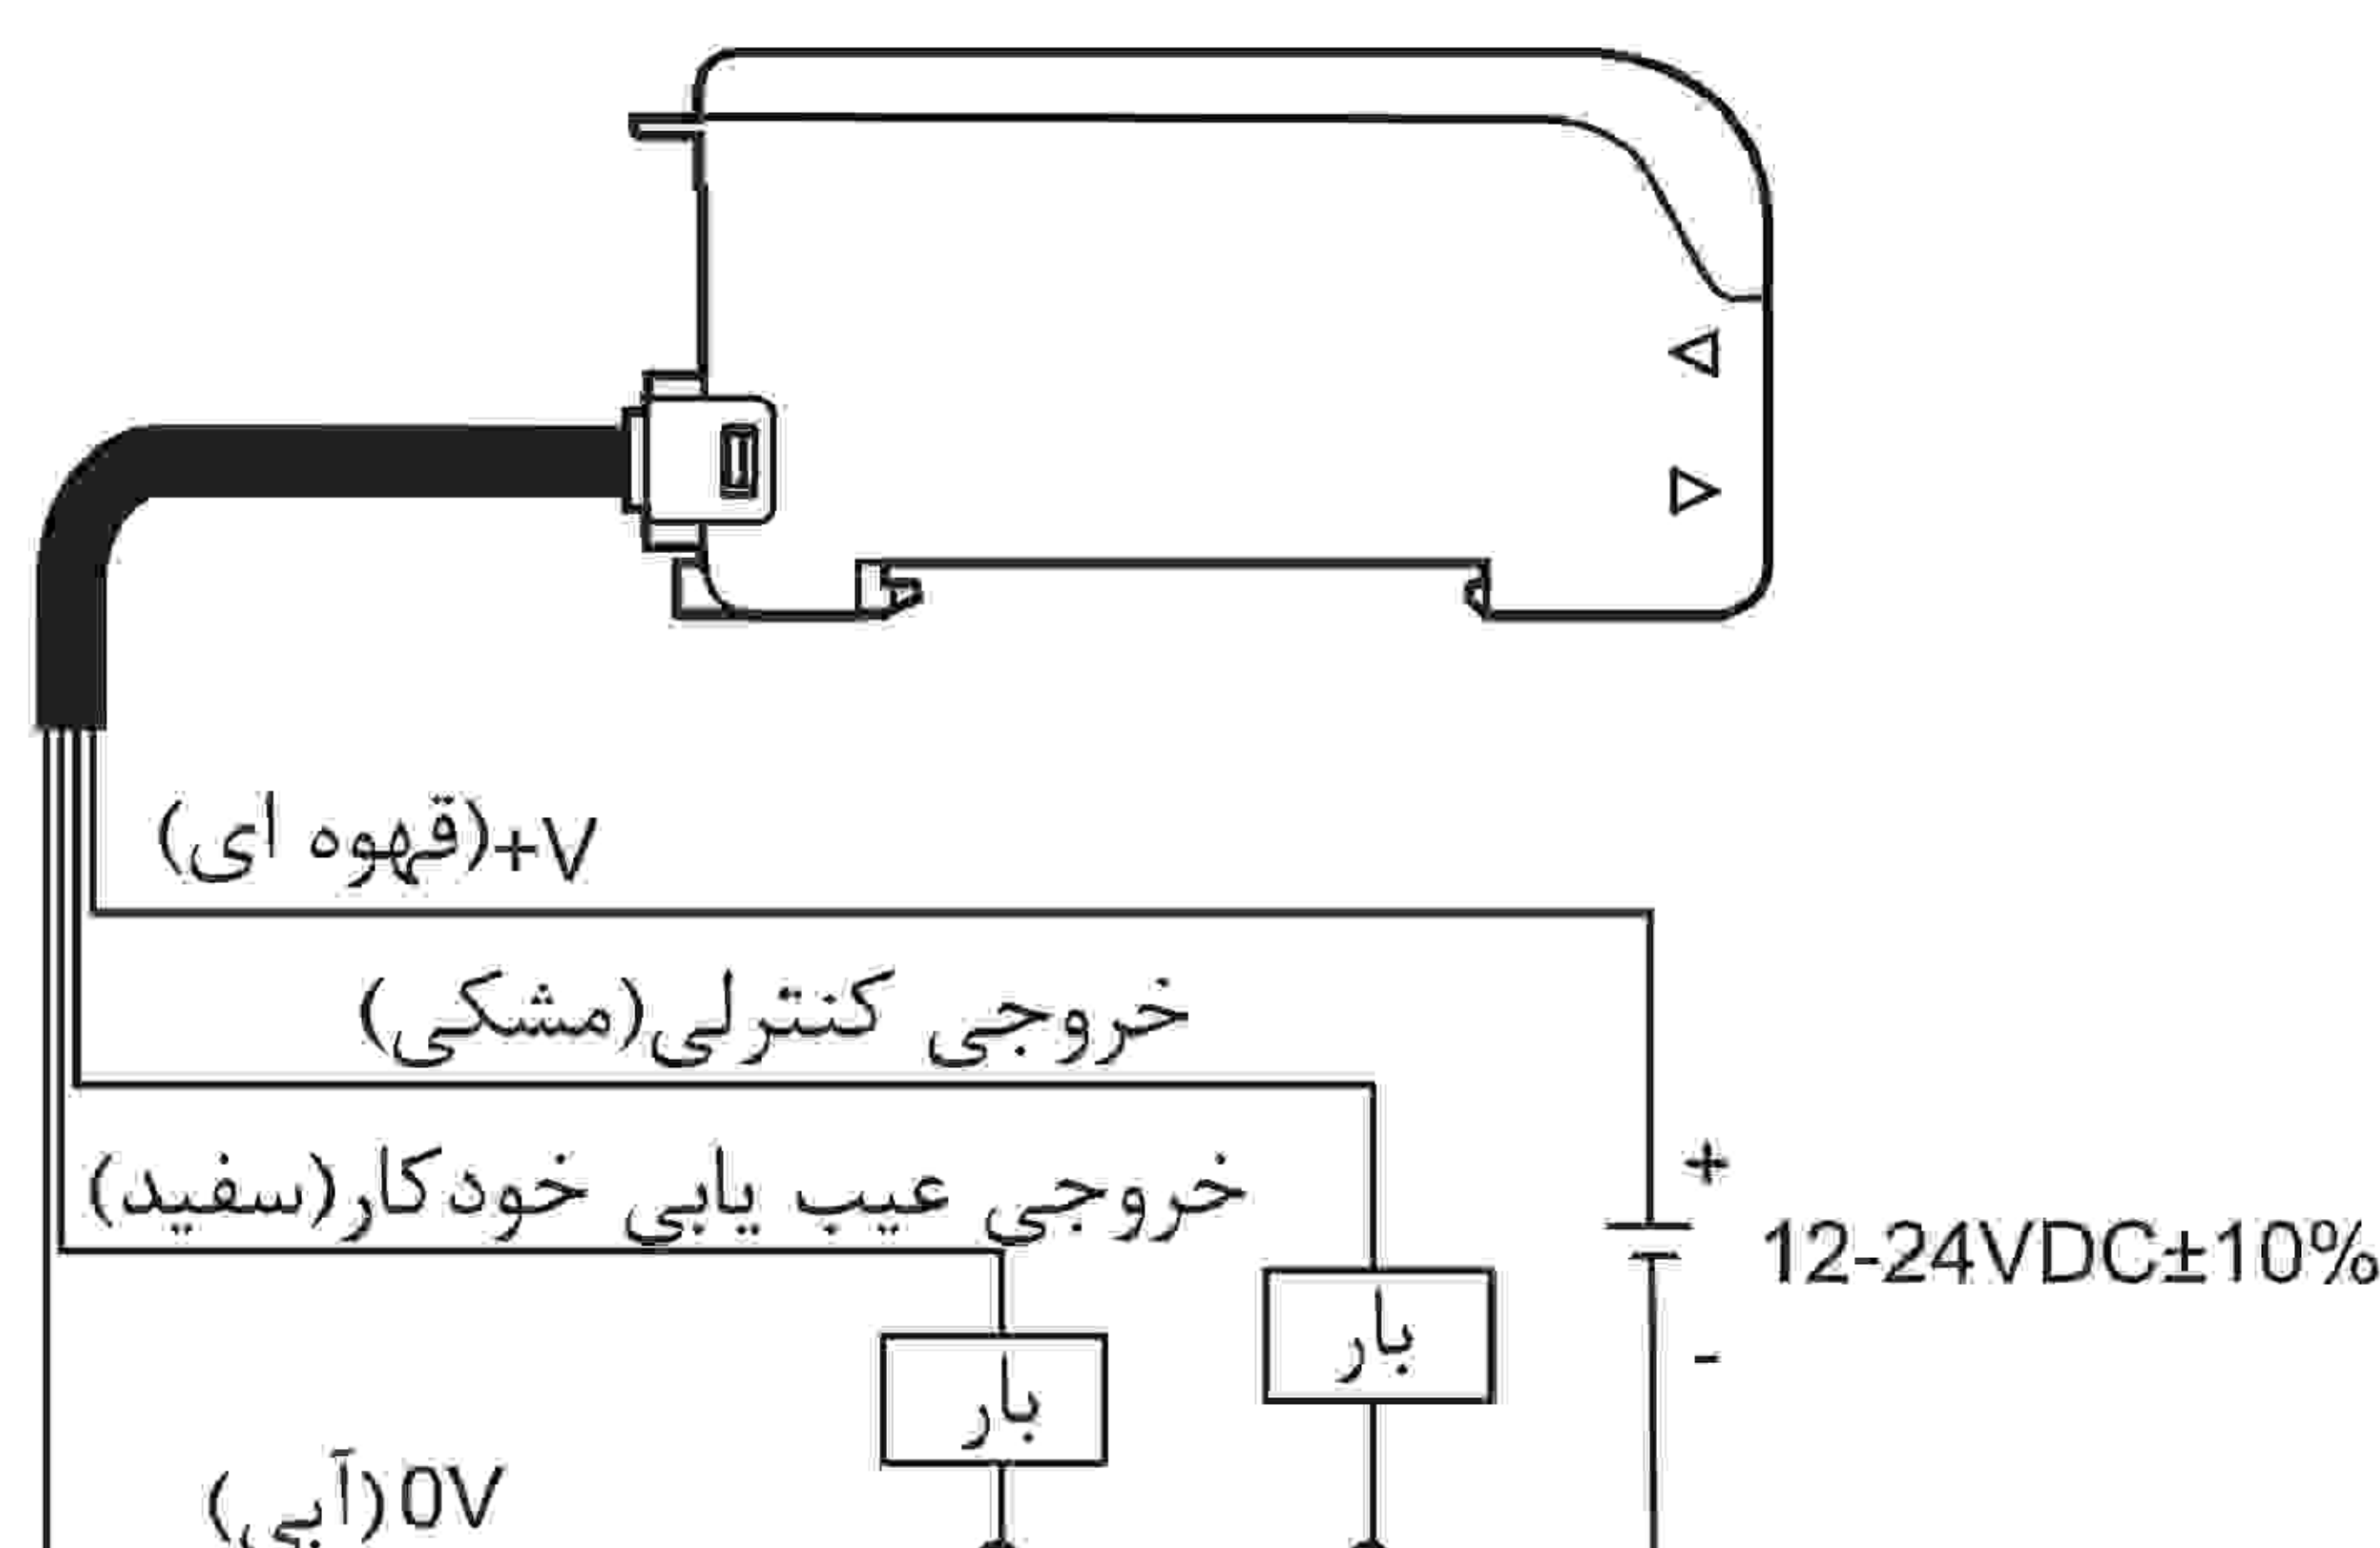 +V(قهوه ای)
خروجی کنترلی(مشکی)
خروجی عیب یابی خودکار(سفید)
+
12-24VDC±10%
-
بار
بار
0V(آبی)